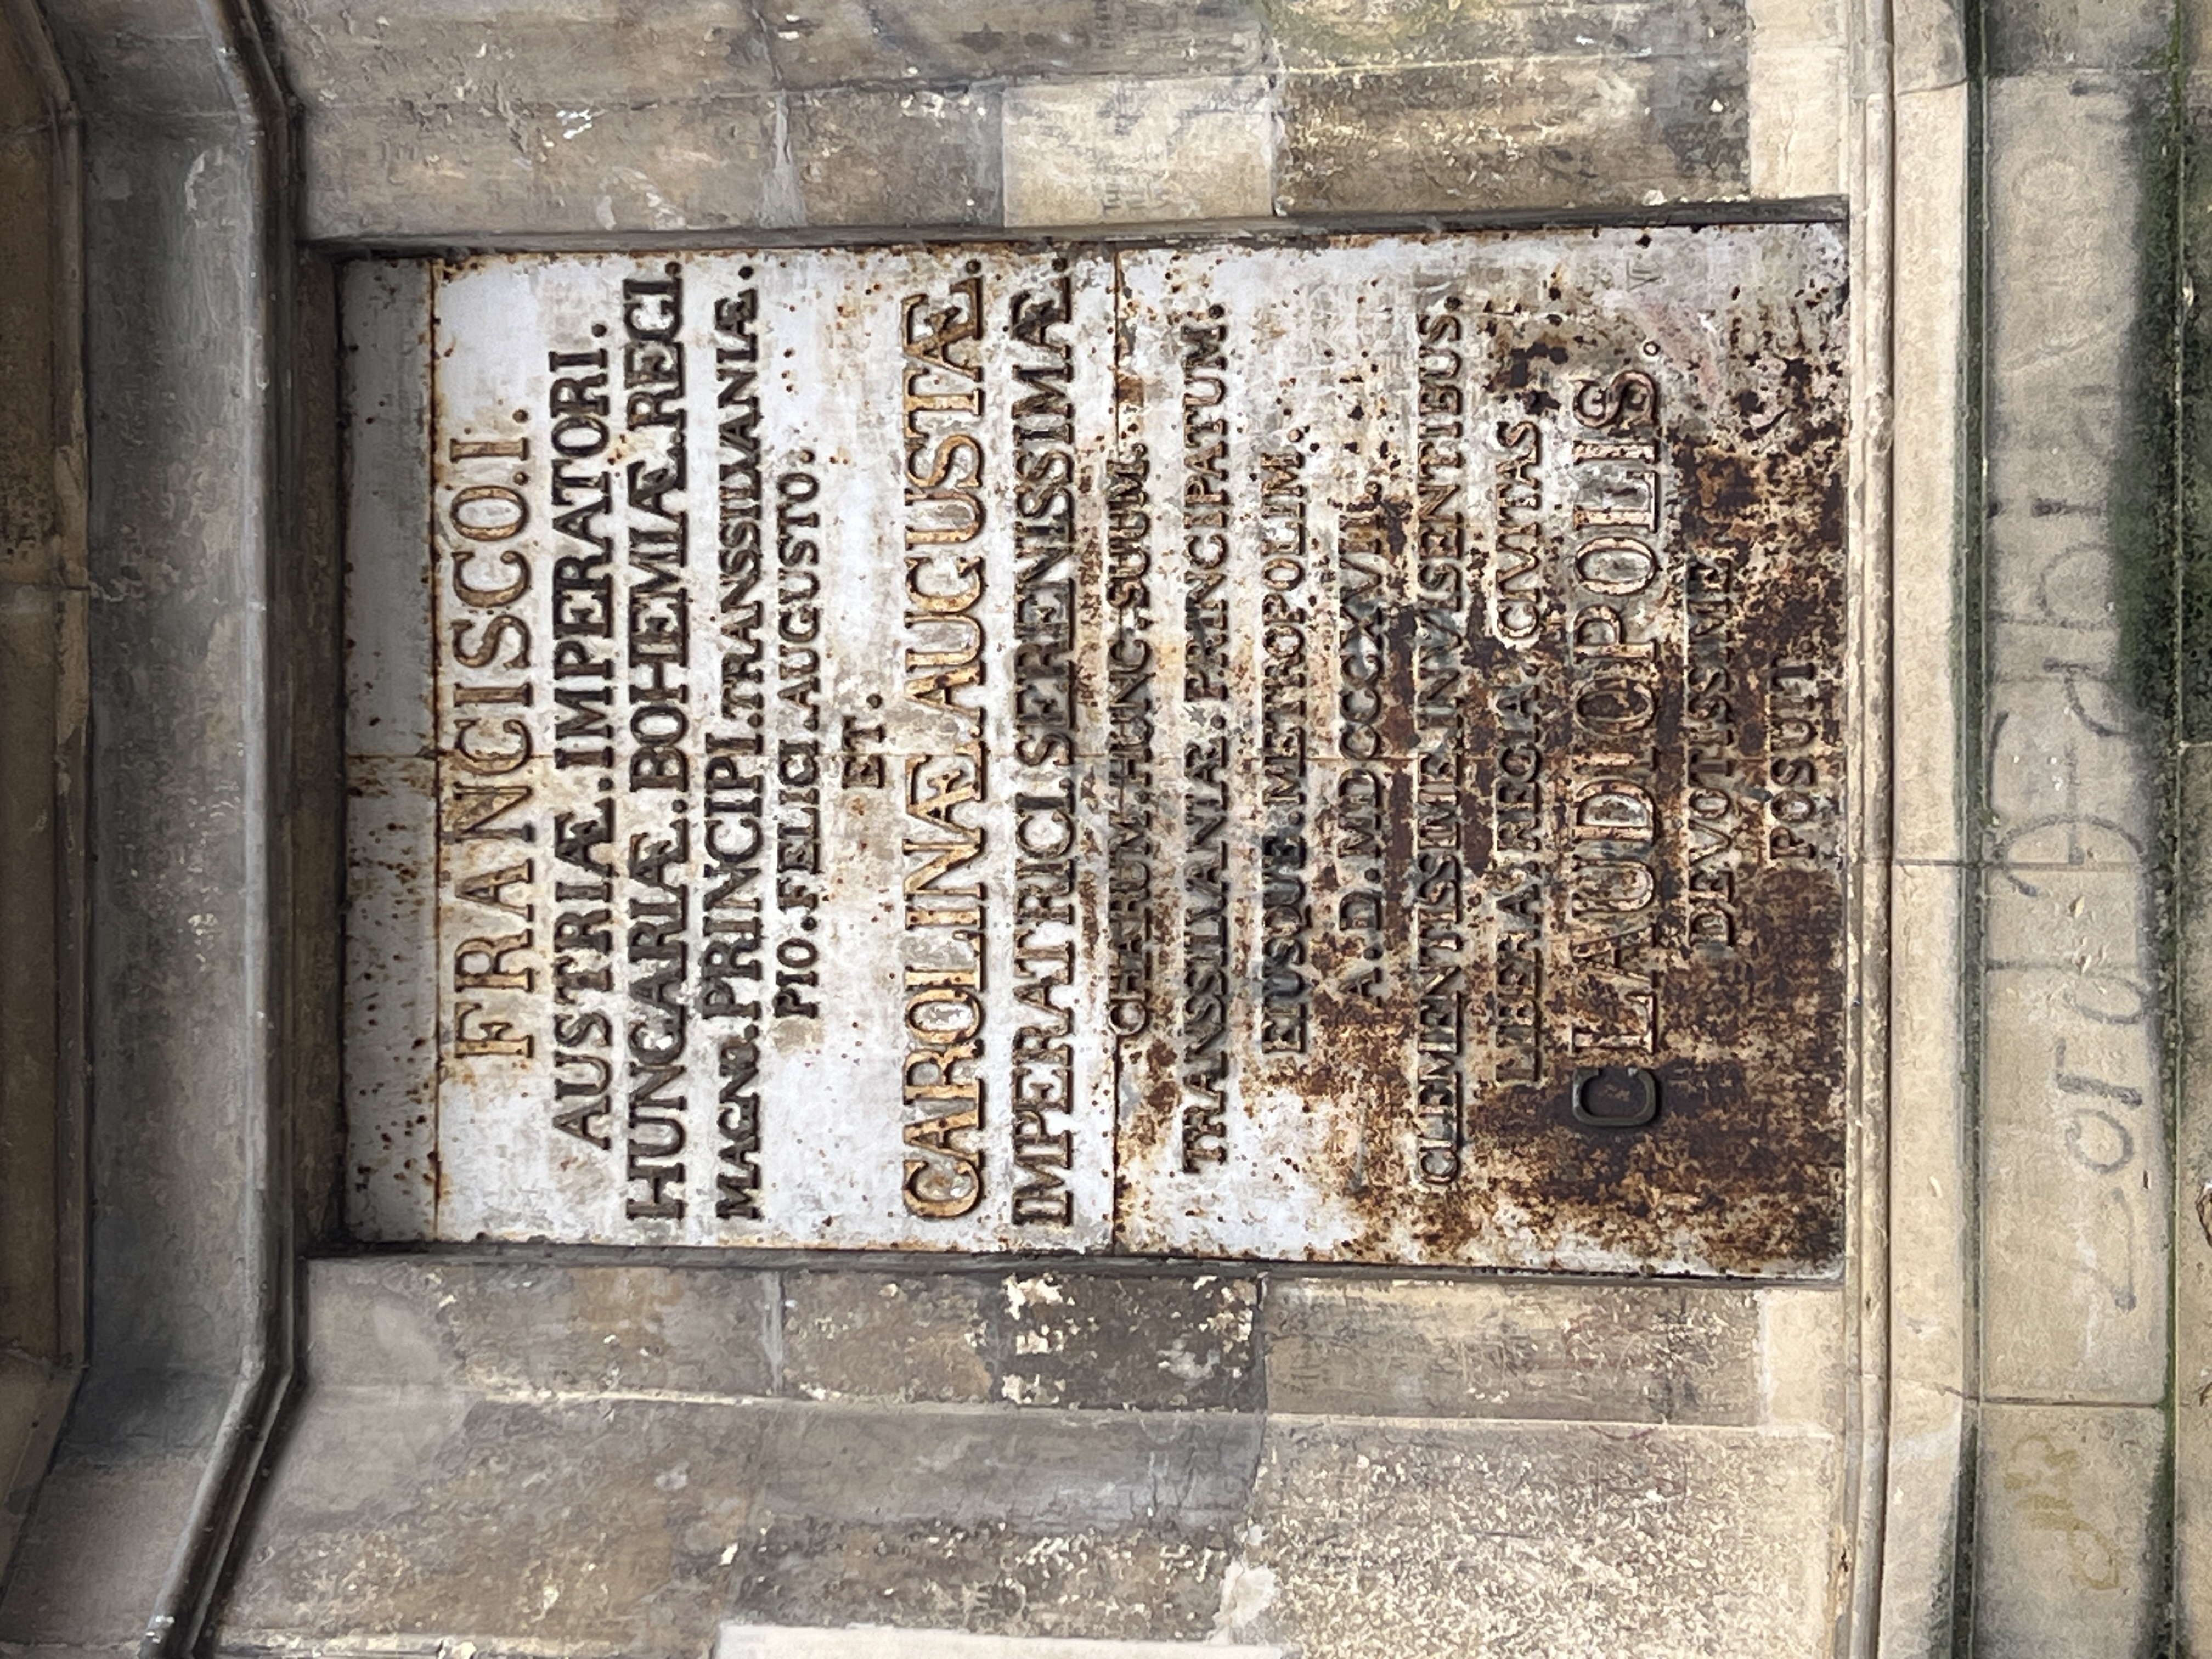 FRANCISCO.I.
AUSTRIÆ.IMPERATORI.
HUNGARIÆ.BOHEMIÆ.REGI.
MAGNO.PRINCIPI.TRANSSILVANIÆ.
PIO.FELICI.AUGUSTO.
ET.
CAROLINÆ.AUGUSTÆ.
IMPERATRICI.SERENISSIMÆ.
CHARUM.HUNC.SUUM.
TRANSSILVANIÆ.PRINCIPATUM.
EIUSQUE.METROPOLIM.
A.D.MDCCCXVII.
CLEMENTISSIME.INVISENTIBUS.
LIBERA.REGIA.CIVITAS.
CLAUDIOPOLIS.
DEVOTISSIME
POSUIT.